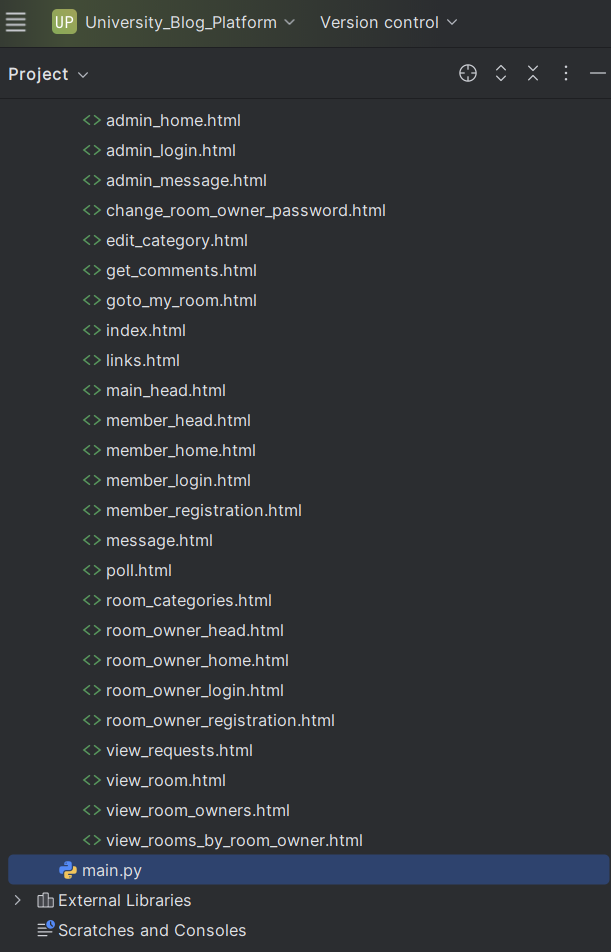 UP University_Blog_Platform Version control
Project
admin_home.html
admin_login.html
admin_message.html
change_room_owner_password.html
edit_category.html
get_comments.html
goto_my_room.html
index.html
links.html
main_head.html
member_head.html
member_home.html
member_login.html
member_registration.html
message.html
poll.html
room_categories.html
room_owner_head.html
room_owner_home.html
room_owner_login.html
room_owner_registration.html
view_requests.html
view_room.html
view_room_owners.html
view_rooms_by_room_owner.html
main.py
External Libraries
Scratches and Consoles